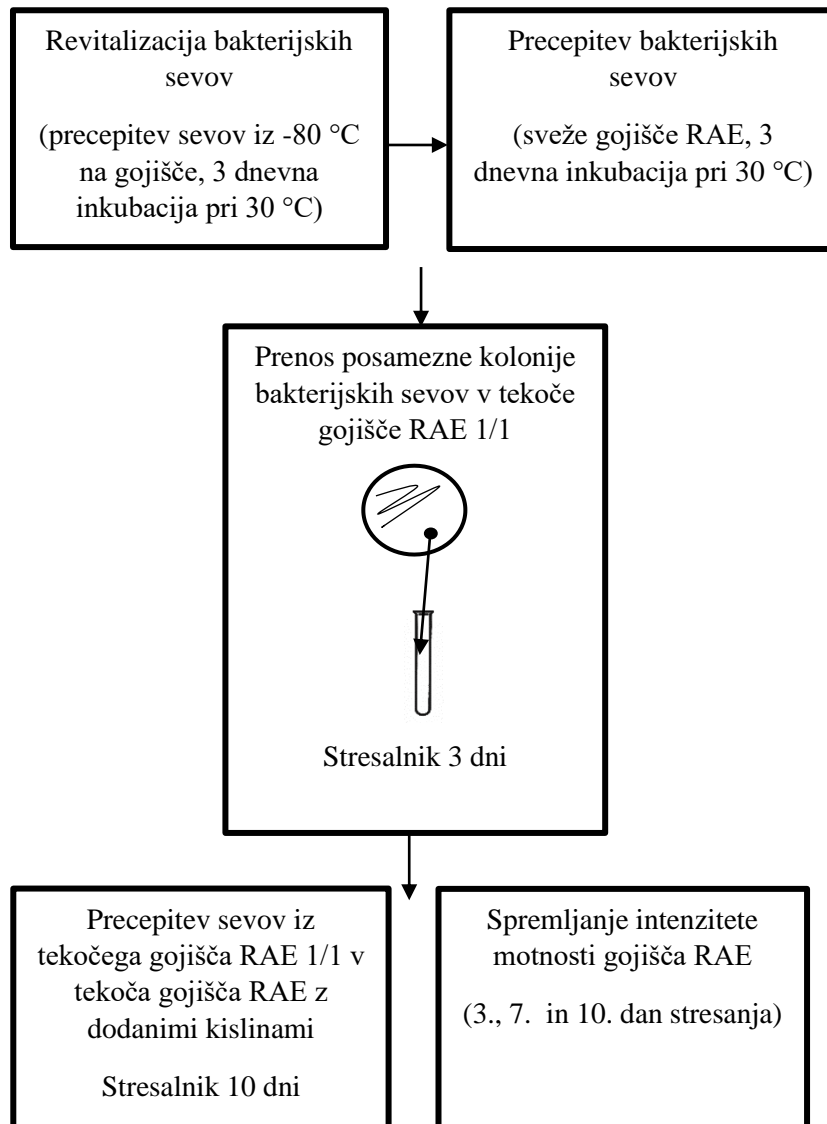 Revitalizacija bakterijskih
sevov
(precepitev sevov iz -80 °C
na gojišče, 3 dnevna
inkubacija pri 30 °C)
Precepitev bakterijskih
sevov
(sveže gojišče RAE, 3
dnevna inkubacija pri 30 °C)
Prenos posamezne kolonije
bakterijskih sevov v tekoče
gojišče RAE 1/1
Stresalnik 3 dni
Precepitev sevov iz
tekočega gojišča RAE 1/1 v
tekoča gojišča RAE z
dodanimi kislinami
Stresalnik 10 dni
Spremljanje intenzitete
motnosti gojišča RAE
(3., 7. in 10. dan stresanja)